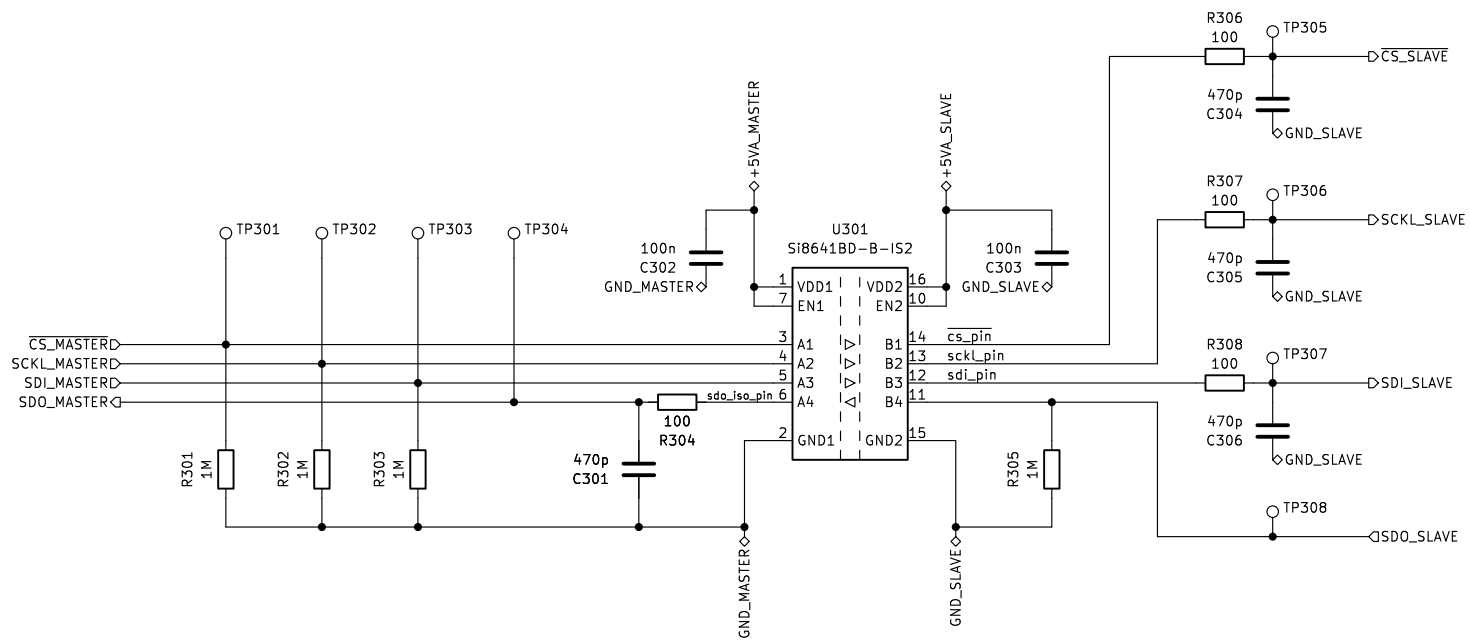 R306
100
TP305
CS_SLAVE
470p
C304
GND_SLAVE
+5VA_MASTER
+5VA_SLAVE
R307
100
TP306
SCKL_SLAVE
470p
C305
GND_SLAVE
TP301
TP302
TP303
TP304
U301
Si8641BD-B-IS2
100n
C302
GND_MASTER
100n
C303
GND_SLAVE
1 VDD1
7 EN1
VDD2 16
EN2 10
CS_MASTER
SCKL_MASTER
SDI_MASTER
SDO_MASTER
3 A1
4 A2
5 A3
sdo_iso_pin 6 A4
2 GND1
B1 14 cs_pin
B2 13 sckl_pin
B3 12 sdi_pin
B4 11
GND2 15
R308
100
TP307
SDI_SLAVE
470p
C306
GND_SLAVE
100
R304
470p
C301
R301
1M
R302
1M
R303
1M
R305
1M
TP308
SDO_SLAVE
GND_MASTER
GND_SLAVE